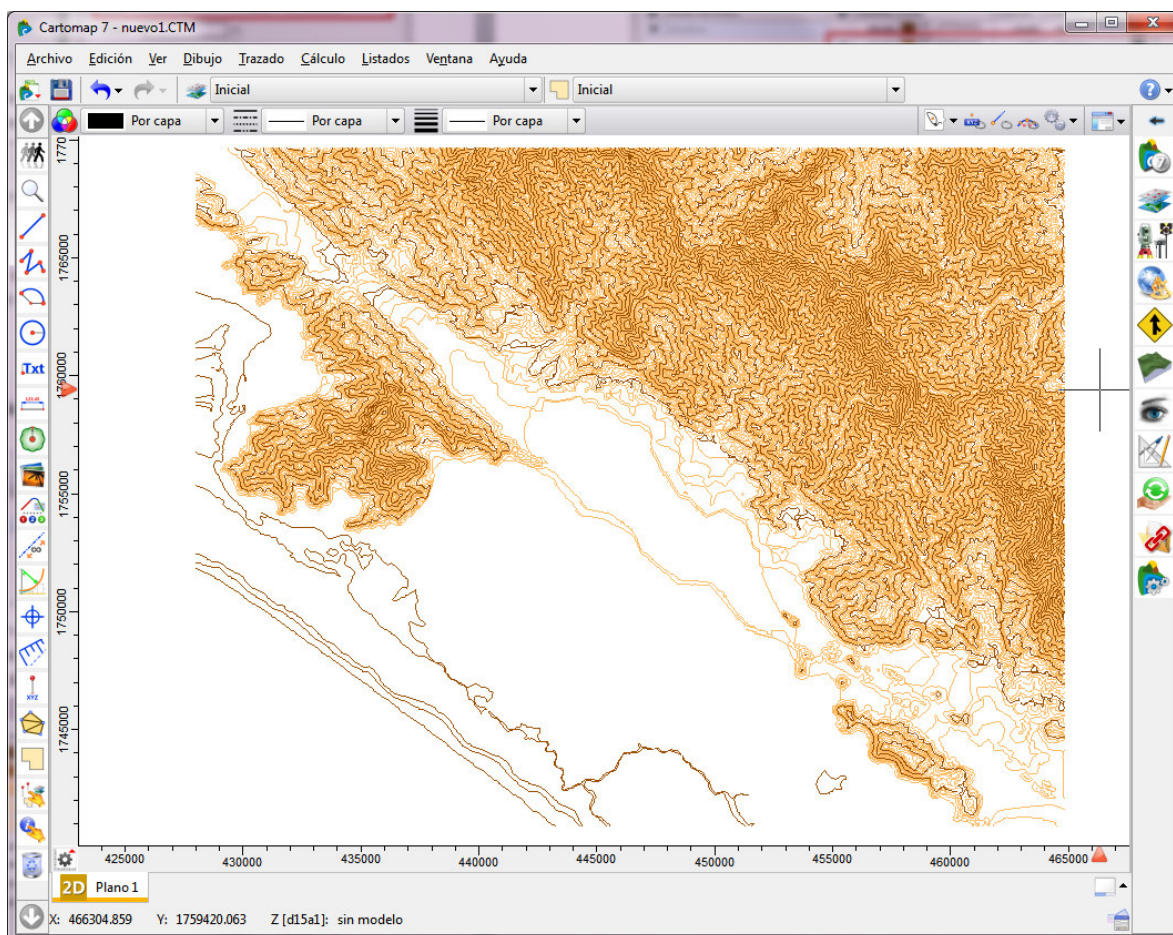 Cartomap 7 - nuevo1.CTM
Archivo Edición Ver Dibujo Trazado Cálculo Listados Ventana Ayuda
Inicial Inicial
Por capa Por capa Por capa
1770
1765000
1760000
1755000
1750000
1745000
.Txt
XYZ
425000 430000 435000 440000 445000 450000 455000 460000 465000
2D Plano 1
X: 466304.859 Y: 1759420.063 Z [d15a1]: sin modelo